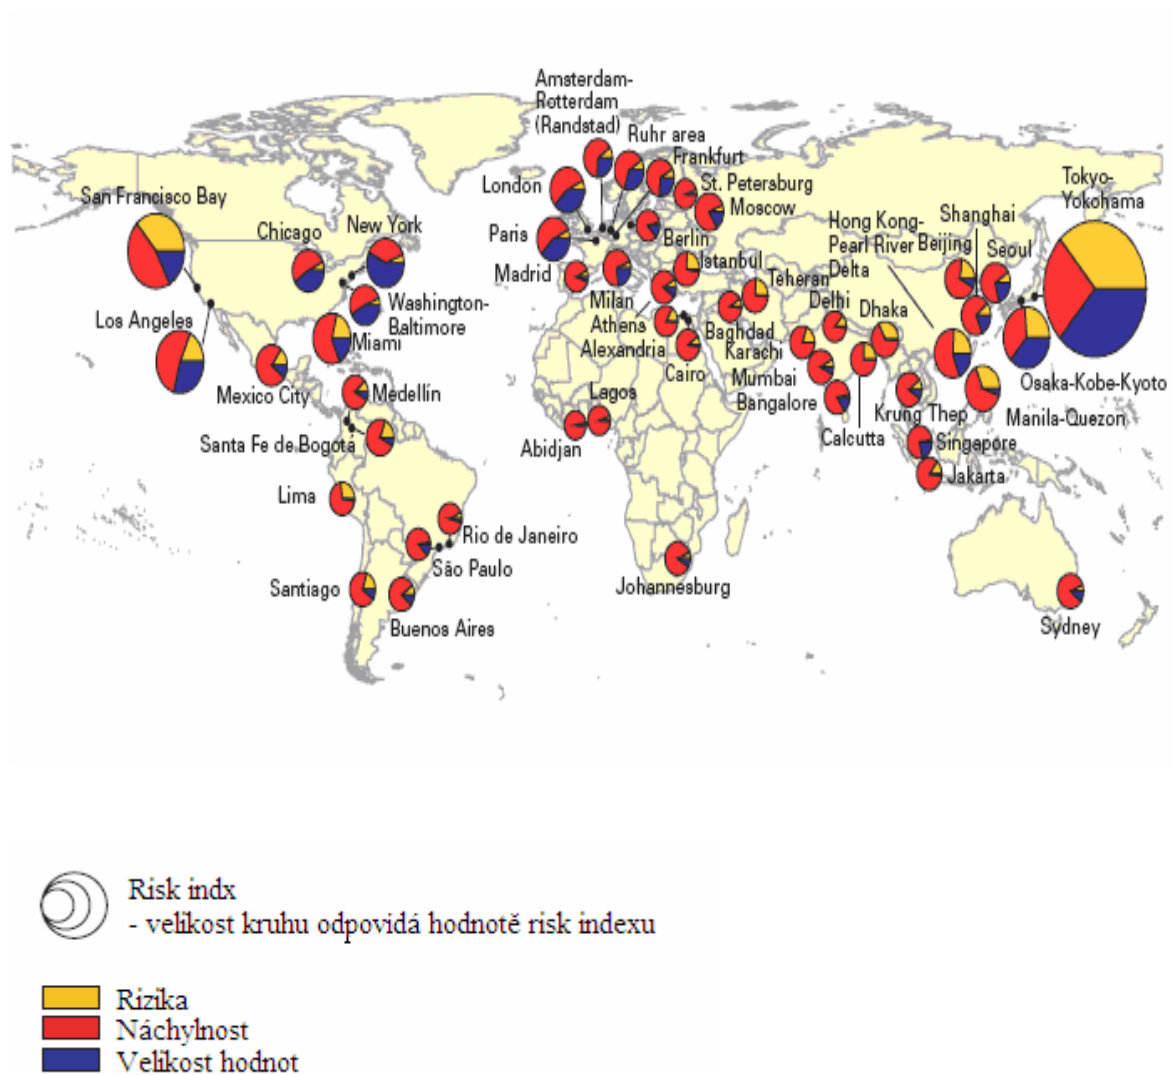 Amsterdam-
Rotterdam
(Randstad)
Ruhr area
Frankfurt
St. Petersburg
Moscow
London
Paris
Berlin
Madrid
Milan
Istanbul
Athens
Alexandria
Cairo
Baghdad
Teheran
San Francisco Bay
Chicago
New York
Washington-
Baltimore
Los Angeles
Miami
Mexico City
Medellín
Santa Fe de Bogotá
Lima
Rio de Janeiro
São Paulo
Santiago
Buenos Aires
Lagos
Abidjan
Johannesburg
Karachi
Delhi
Mumbai
Bangalore
Dhaka
Calcutta
Hong Kong-
Pearl River
Delta
Beijing
Shanghai
Seoul
Tokyo-
Yokohama
Osaka-Kobe-Kyoto
Manila-Quezon
Krung Thep
Singapore
Jakarta
Sydney
Risk indx
- velikost kruhu odpovidá hodnotě risk indexu
Rizika
Náchylnost
Velikost hodnot